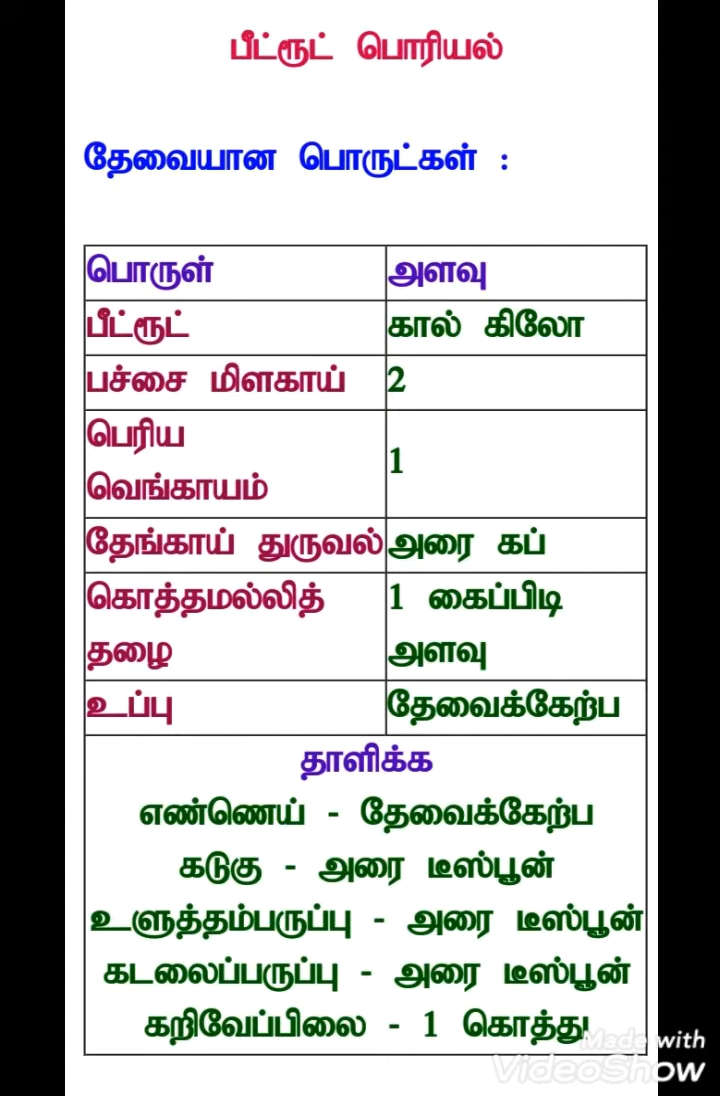 பீட்ரூட் பொரியல்
தேவையான பொருட்கள் :
பொருள் அளவு
பீட்ரூட் கால் கிலோ
பச்சை மிளகாய் 2
பெரிய
வெங்காயம் 1
தேங்காய் துருவல் அரை கப்
கொத்தமல்லித் 1 கைப்பிடி
தழை அளவு
உப்பு தேவைக்கேற்ப
தாளிக்க
எண்ணெய் - தேவைக்கேற்ப
கடுகு - அரை டீஸ்பூன்
உளுத்தம்பருப்பு - அரை டீஸ்பூன்
கடலைப்பருப்பு - அரை டீஸ்பூன்
கறிவேப்பிலை - 1 கொத்து
Made with
VideoShow